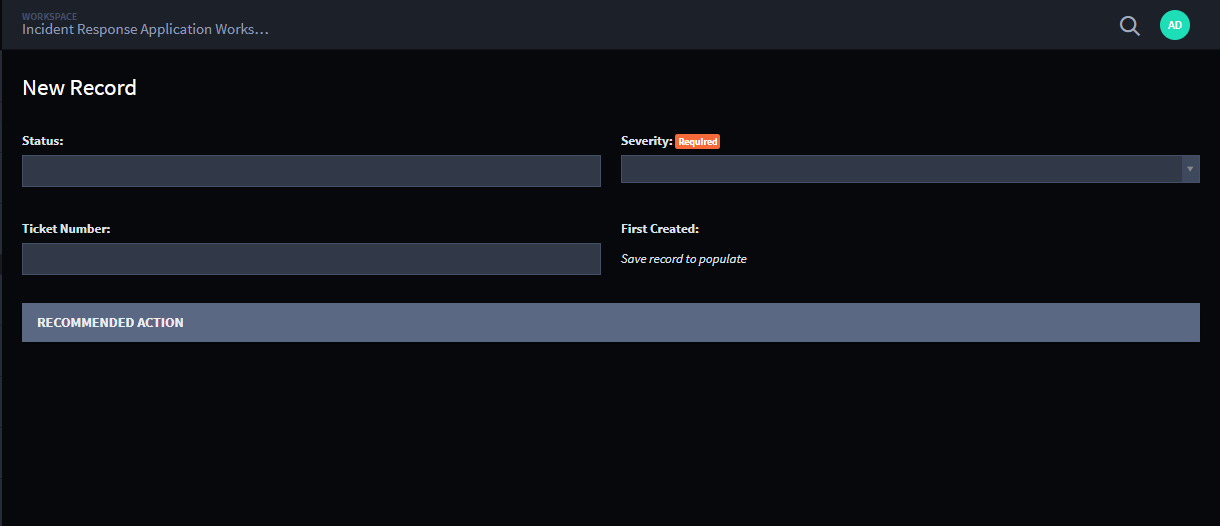 WORKSPACE
Incident Response Application Works...
AD
New Record
Status:
Severity: Required
Ticket Number:
First Created:
Save record to populate
RECOMMENDED ACTION